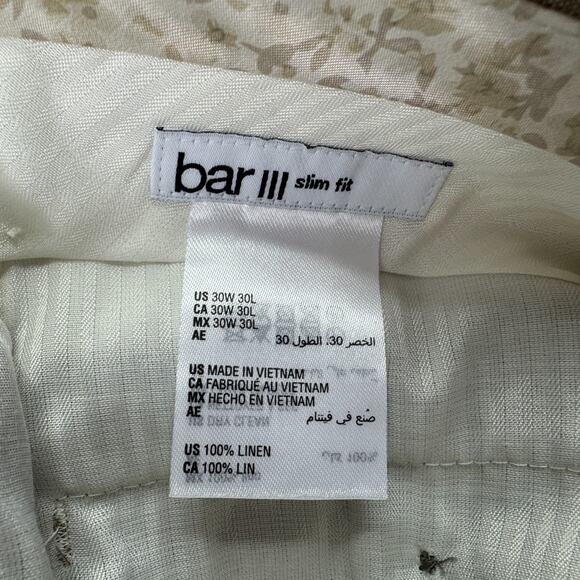 bar III slim fit
US 30W 30L
CA 30W 30L
MX 30W 30L
AE الخصر 30، الطول 30
US MADE IN VIETNAM
CA FABRIQUÉ AU VIETNAM
MX HECHO EN VIETNAM
AE صُنع في فيتنام
US 100% LINEN
CA 100% LIN